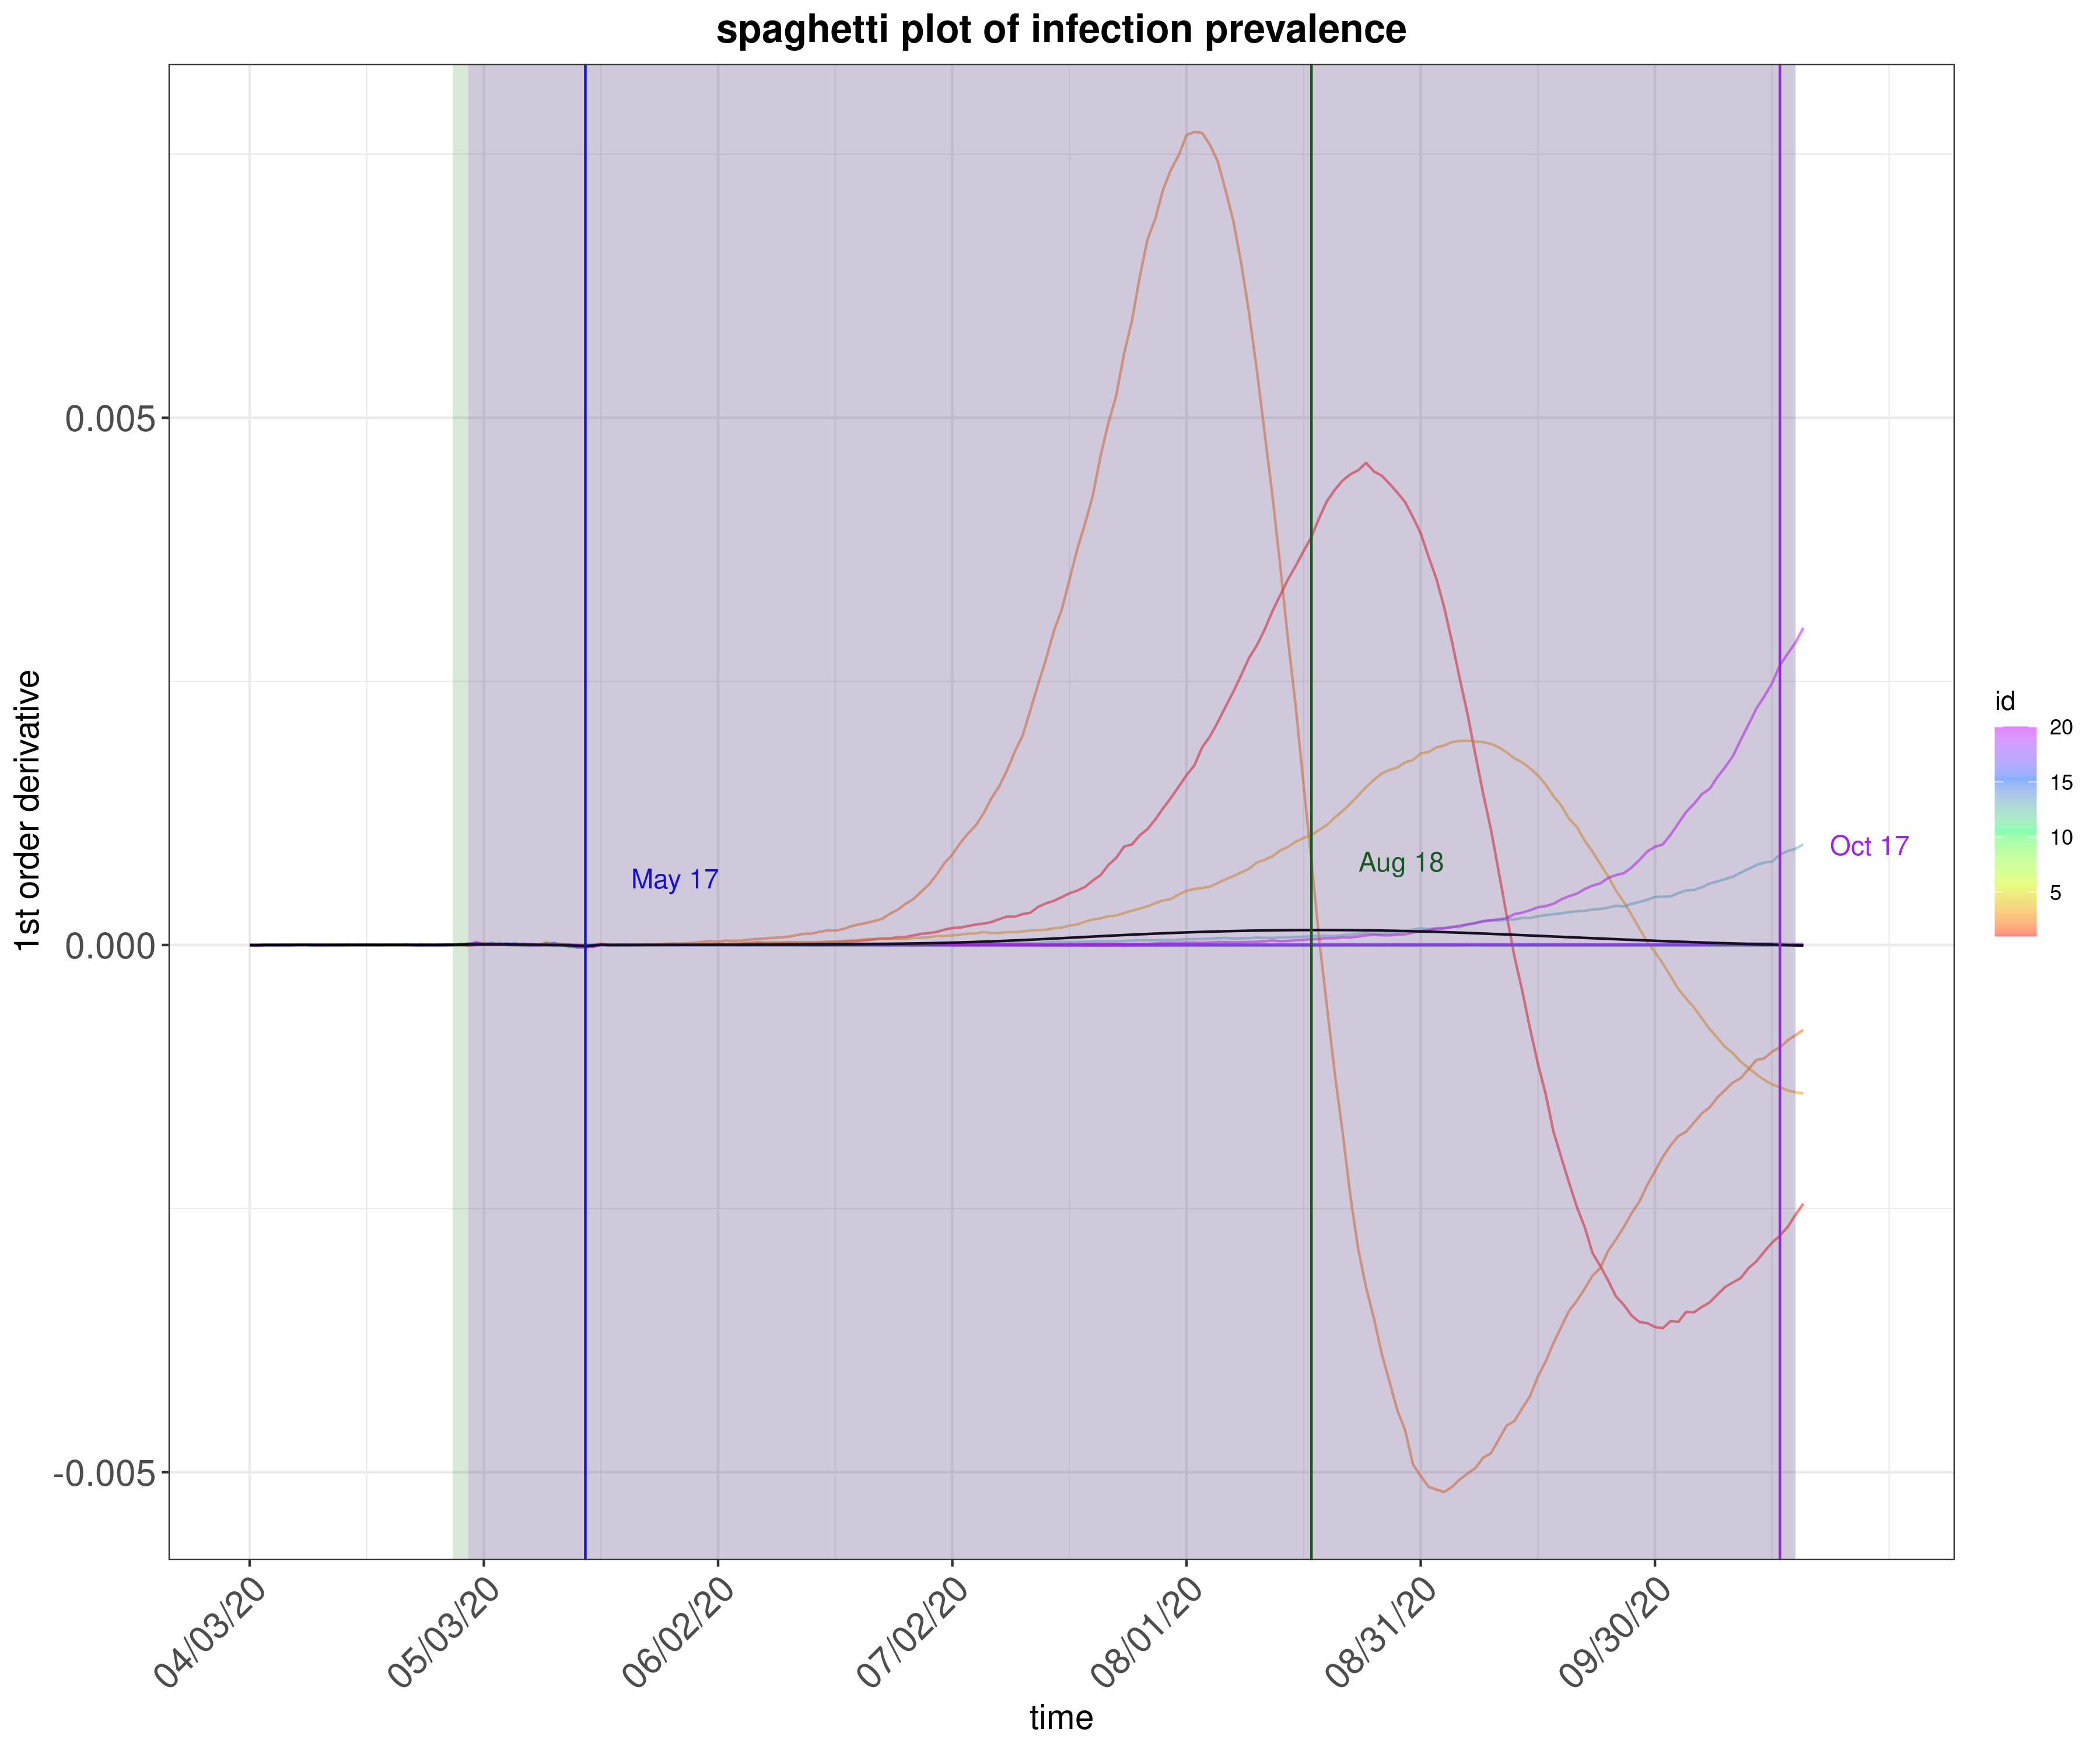 spaghetti plot of infection prevalence
1st order derivative
0.005
0.000
-0.005
May 17
Aug 18
Oct 17
id
20
15
10
5
04/03/20
05/03/20
06/02/20
07/02/20
08/01/20
08/31/20
09/30/20
time